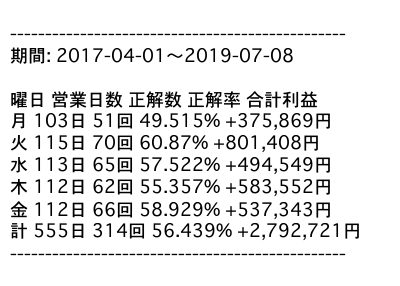 ------------------------------------------------
期間: 2017-04-01～2019-07-08
曜日 営業日数 正解数 正解率 合計利益
月 103日 51回 49.515% +375,869円
火 115日 70回 60.87% +801,408円
水 113日 65回 57.522% +494,549円
木 112日 62回 55.357% +583,552円
金 112日 66回 58.929% +537,343円
計 555日 314回 56.439% +2,792,721円
------------------------------------------------